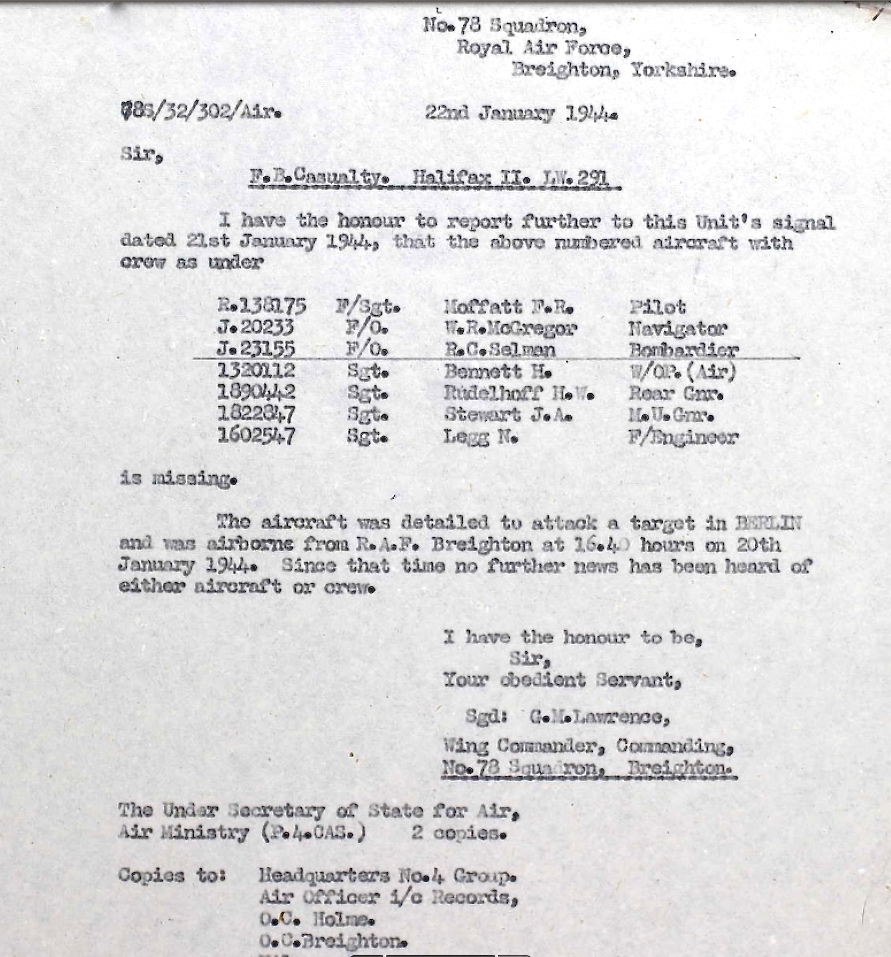 No.78 Squadron,
Royal Air Force,
Breighton, Yorkshire.
78S/32/302/Air. 22nd January 1944.
Sir,
F.B.Casualty. Halifax II. LW.291
I have the honour to report further to this Unit's signal
dated 21st January 1944, that the above numbered aircraft with
crew as under
R.138175 F/Sgt. Moffatt F.R. Pilot
J.20233 F/O. W.R.McGregor Navigator
J.23155 F/O. R.C.Selman Bombardier
1320112 Sgt. Bennett H. W/OP.(Air)
1890442 Sgt. Rudelhoff H.W. Rear Gnr.
1822847 Sgt. Stewart J.A. M.U.Gnr.
1602547 Sgt. Legg N. F/Engineer
is missing.
The aircraft was detailed to attack a target in BERLIN
and was airborne from R.A.F. Breighton at 16.40 hours on 20th
January 1944. Since that time no further news has been heard of
either aircraft or crew.
I have the honour to be,
Sir,
Your obedient Servant,
Sgd: G.M.Lawrence,
Wing Commander, Commanding,
No.78 Squadron, Breighton.
The Under Secretary of State for Air,
Air Ministry (P.4.CAS.) 2 copies.
Copies to: Headquarters No.4 Group.
Air Officer i/c Records,
O.C. Holme.
O.C.Breighton.